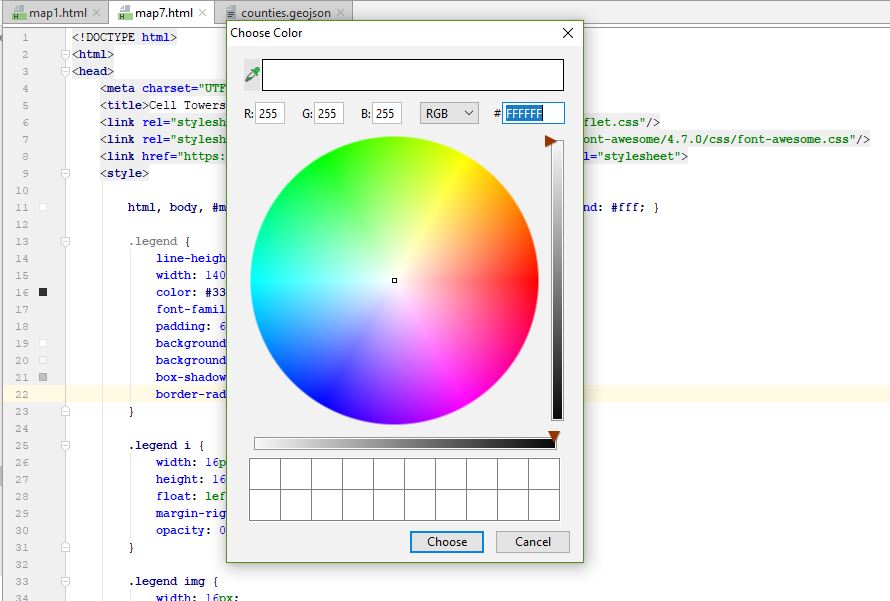 map1.html
map7.html
counties.geojson
Choose Color
R: 255 G: 255 B: 255 RGB # FFFFFF
Choose Cancel
1 <!DOCTYPE html>
2 <html>
3 <head>
4 <meta charset="UTF
5 <title>Cell Towers
6 <link rel="stylesh flet.css"/>
7 <link rel="stylesh ont-awesome/4.7.0/css/font-awesome.css"/>
8 <link href="https: l="stylesheet">
9 <style>
10
11 html, body, #m nd: #fff; }
12
13 .legend {
14 line-heigh
15 width: 140
16 color: #33
17 font-famil
18 padding: 6
19 background
20 background
21 box-shadow
22 border-rad
23 }
24
25 .legend i {
26 width: 16p
27 height: 16
28 float: lef
29 margin-rig
30 opacity: 0
31 }
32
33 .legend img {
34 width: 16px;